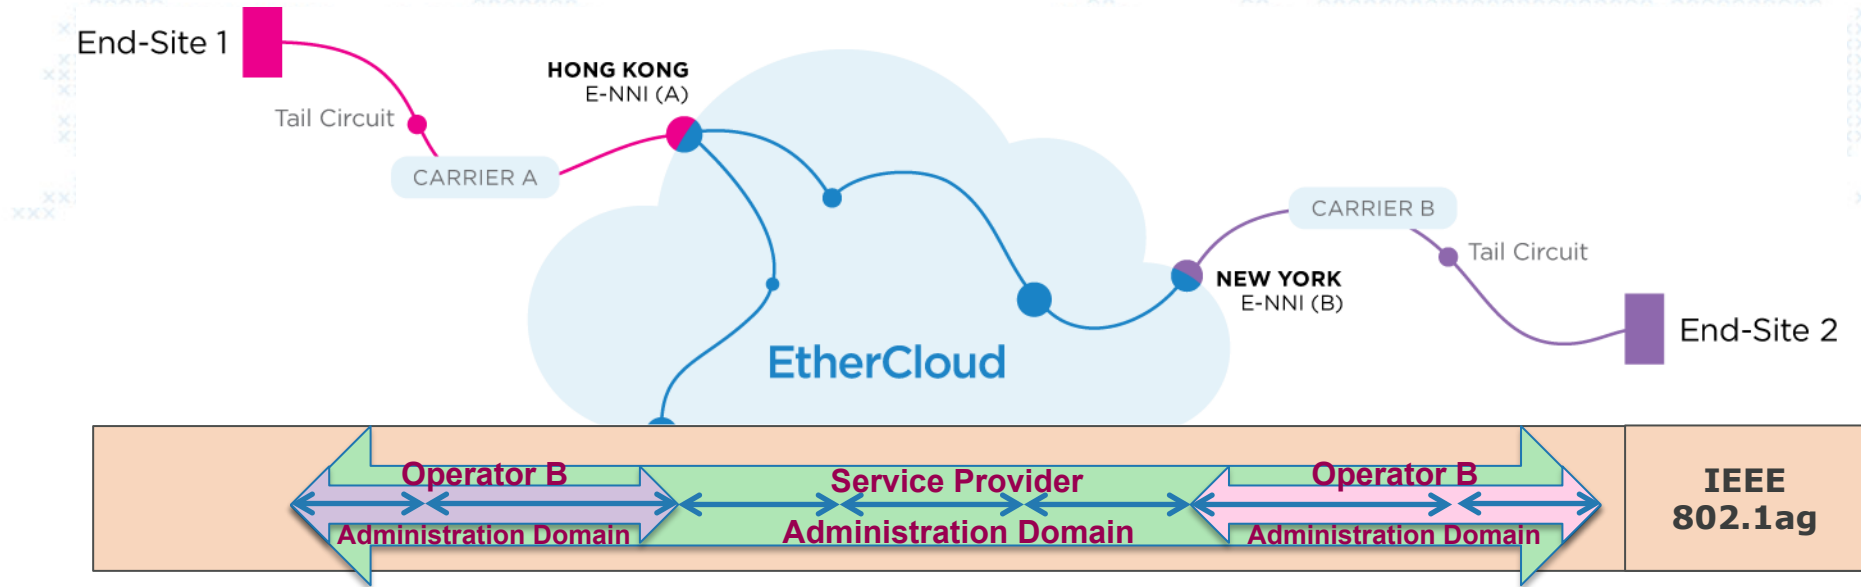 End-Site 1
HONG KONG
E-NNI (A)
Tail Circuit
CARRIER A
CARRIER B
Tail Circuit
NEW YORK
E-NNI (B)
End-Site 2
EtherCloud
Operator B
Administration Domain
Service Provider
Administration Domain
Operator B
Administration Domain
IEEE
802.1ag